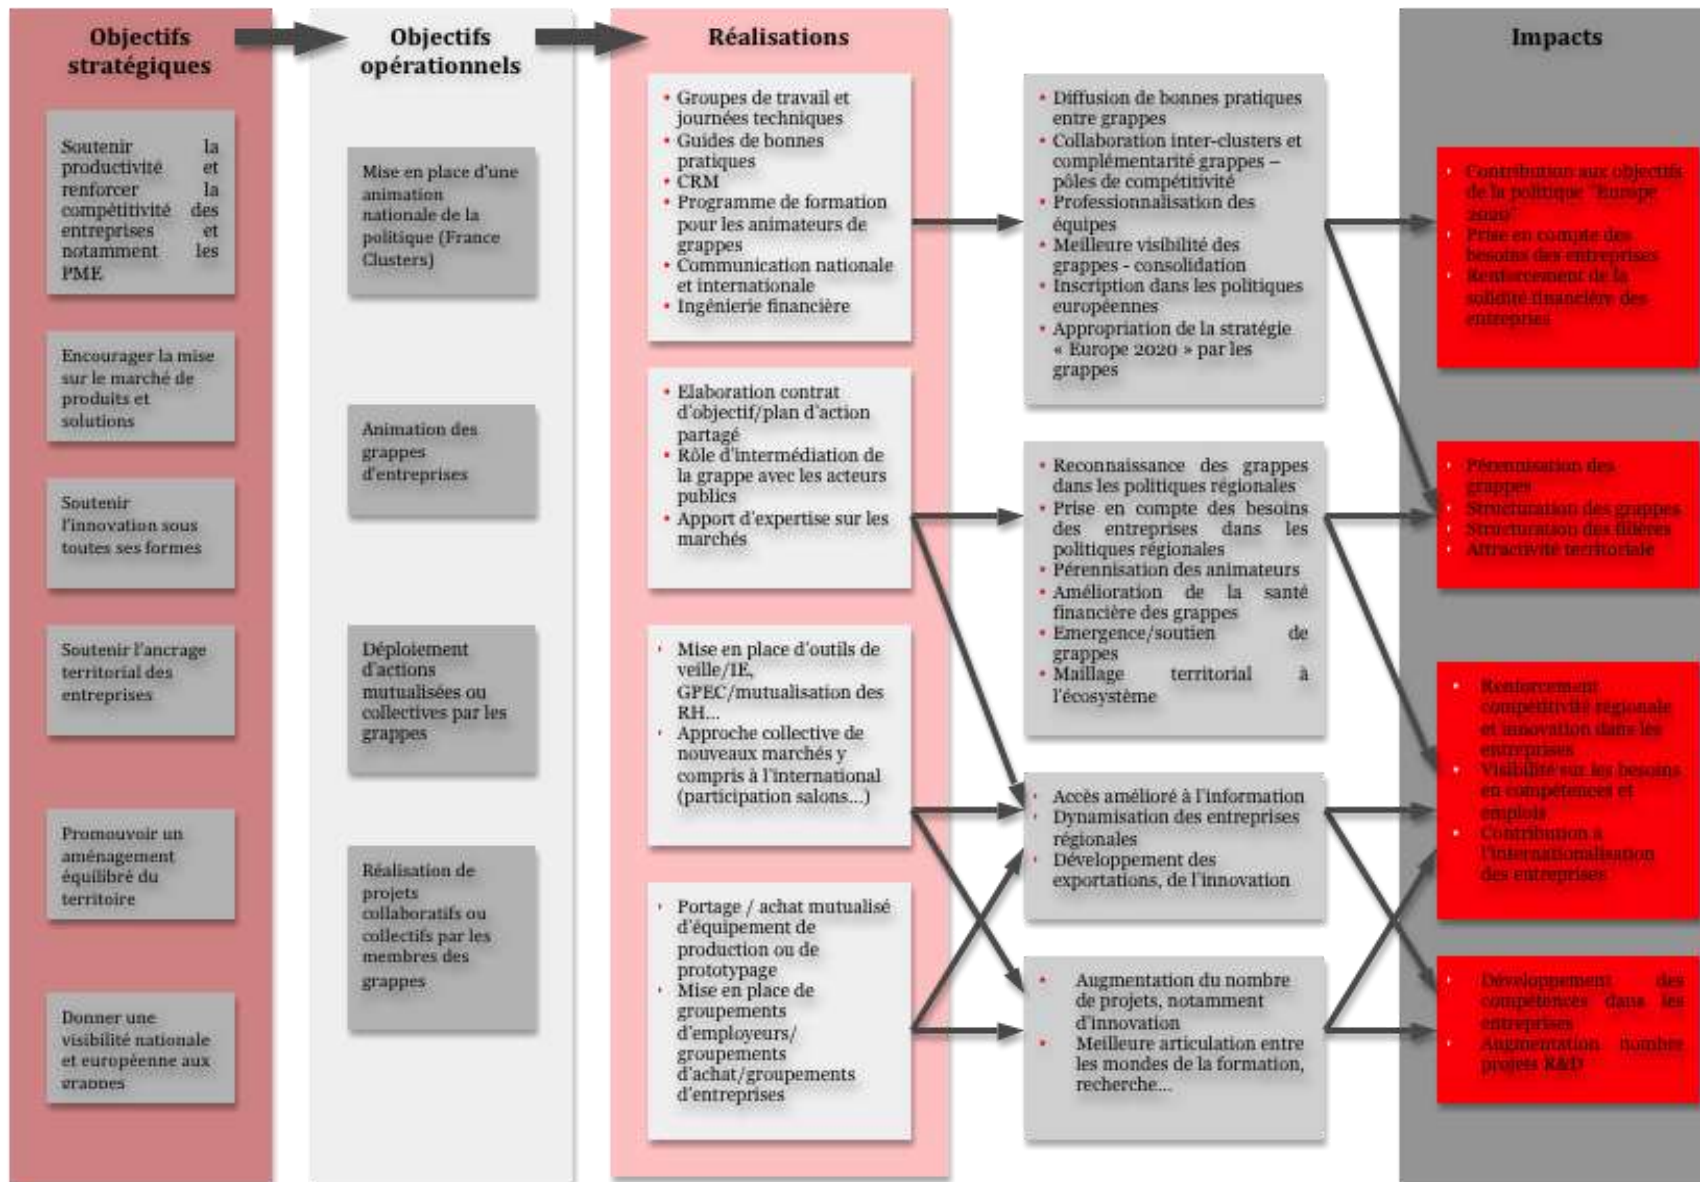 Objectifs
stratégiques
Soutenir la
productivité et
renforcer la
compétitivité des
entreprises et
notamment les
PME
Encourager la mise
sur le marché de
produits et
solutions
Soutenir
l'innovation sous
toutes ses formes
Soutenir l'ancrage
territorial des
entreprises
Promouvoir un
aménagement
équilibré du
territoire
Donner une
visibilité nationale
et européenne aux
grappes
Objectifs
opérationnels
Mise en place d'une
animation
nationale de la
politique (France
Clusters)
Animation des
grappes
d'entreprises
Déploiement
d'actions
mutualisées ou
collectives par les
grappes
Réalisation de
projets
collaboratifs ou
collectifs par les
membres des
grappes
Réalisations
• Groupes de travail et
journées techniques
• Guides de bonnes
pratiques
• CRM
• Programme de formation
pour les animateurs de
grappes
• Communication nationale
et internationale
• Ingénierie financière
• Elaboration contrat
d'objectif/plan d'action
partagé
• Rôle d'intermédiation de
la grappe avec les acteurs
publics
• Apport d'expertise sur les
marchés
• Mise en place d'outils de
veille/IE,
GPEC/mutualisation des
RH...
• Approche collective de
nouveaux marchés y
compris à l'international
(participation salons...)
• Portage / achat mutualisé
d'équipement de
production ou de
prototypage
• Mise en place de
groupements
d'employeurs/
groupements
d'achat/groupements
d'entreprises
• Diffusion de bonnes pratiques
entre grappes
• Collaboration inter-clusters et
complémentarité grappes –
pôles de compétitivité
• Professionnalisation des
équipes
• Meilleure visibilité des
grappes - consolidation
• Inscription dans les politiques
européennes
• Appropriation de la stratégie
« Europe 2020 » par les
grappes
• Reconnaissance des grappes
dans les politiques régionales
• Prise en compte des besoins
des entreprises dans les
politiques régionales
• Pérennisation des animateurs
• Amélioration de la santé
financière des grappes
• Emergence/soutien de
grappes
• Maillage territorial à
l'écosystème
• Accès amélioré à l'information
• Dynamisation des entreprises
régionales
• Développement des
exportations, de l'innovation
• Augmentation du nombre
de projets, notamment
d'innovation
• Meilleure articulation entre
les mondes de la formation,
recherche...
Impacts
• Contribution aux objectifs
de la politique "Europe
2020"
• Prise en compte des
besoins des entreprises
• Renforcement de la
solidité financière des
entreprises
• Pérennisation des
grappes
• Structuration des grappes
• Structuration des filières
• Attractivité territoriale
• Renforcement
compétitivité régionale
et innovation dans les
entreprises
• Visibilité sur les besoins
en compétences et
emplois
• Contribution à
l'internationalisation
des entreprises
• Développement des
compétences dans les
entreprises
• Augmentation nombre
projets R&D